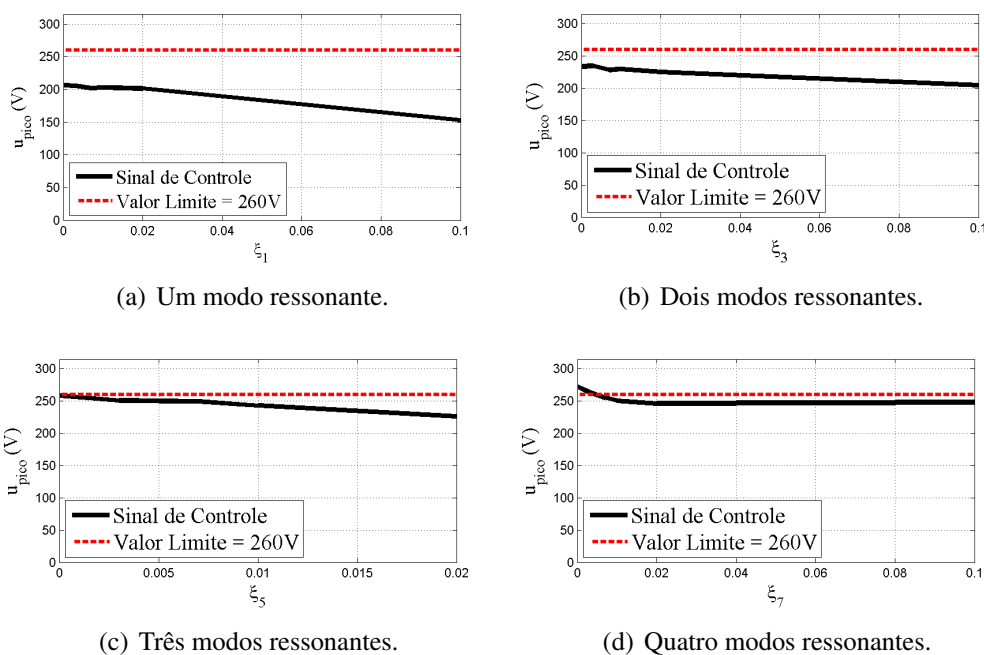 300
250
200
150
100
50
0
u_pico (V)
Sinal de Controle
Valor Limite = 260V
0 0.02 0.04 0.06 0.08 0.1
ξ_1
(a) Um modo ressonante.
300
250
200
150
100
50
0
u_pico (V)
Sinal de Controle
Valor Limite = 260V
0 0.02 0.04 0.06 0.08 0.1
ξ_3
(b) Dois modos ressonantes.
300
250
200
150
100
50
0
u_pico (V)
Sinal de Controle
Valor Limite = 260V
0 0.005 0.01 0.015 0.02
ξ_5
(c) Três modos ressonantes.
300
250
200
150
100
50
0
u_pico (V)
Sinal de Controle
Valor Limite = 260V
0 0.02 0.04 0.06 0.08 0.1
ξ_7
(d) Quatro modos ressonantes.